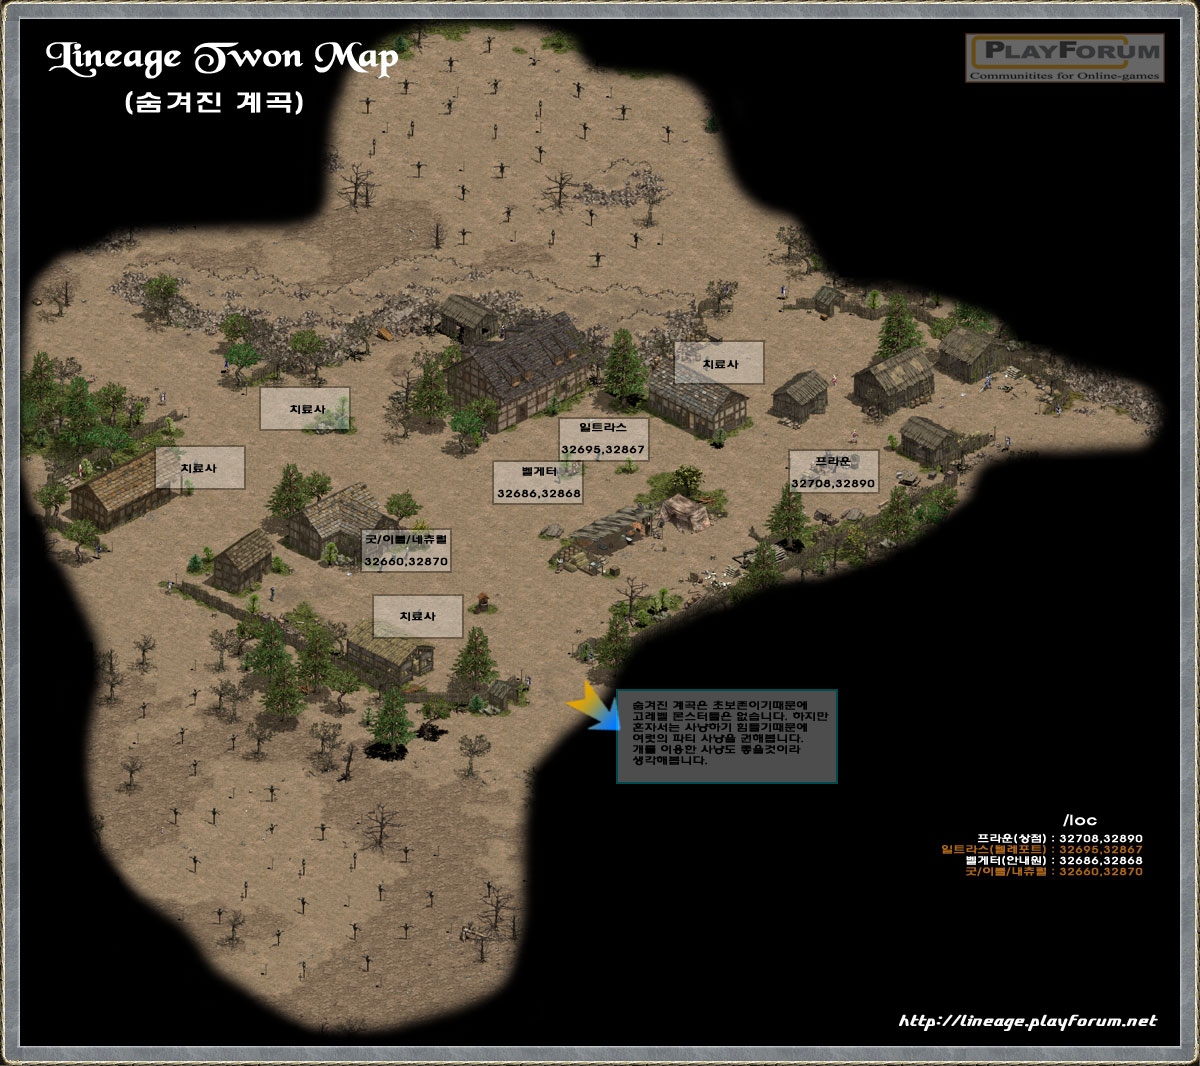 Lineage Twon Map
(숨겨진 계곡)
PLAYFORUM
Communitites for Online-games
치료사
치료사
일트라스
32695,32867
벨게터
32686,32868
프라운
32708,32890
치료사
굿/이블/네츄럴
32660,32870
치료사
숨겨진 계곡은 초보존이기때문에
고레벨 몬스터들은 없습니다. 하지만
혼자서는 사냥하기 힘들기때문에
여럿의 파티 사냥을 권해봅니다.
개를 이용한 사냥도 좋을것이라
생각해봅니다.
/loc
프라운(상점) : 32708,32890
일트라스(텔레포트) : 32695,32867
벨게터(안내원) : 32686,32868
굿/이블/내츄럴 : 32660,32870
http://lineage.playforum.net